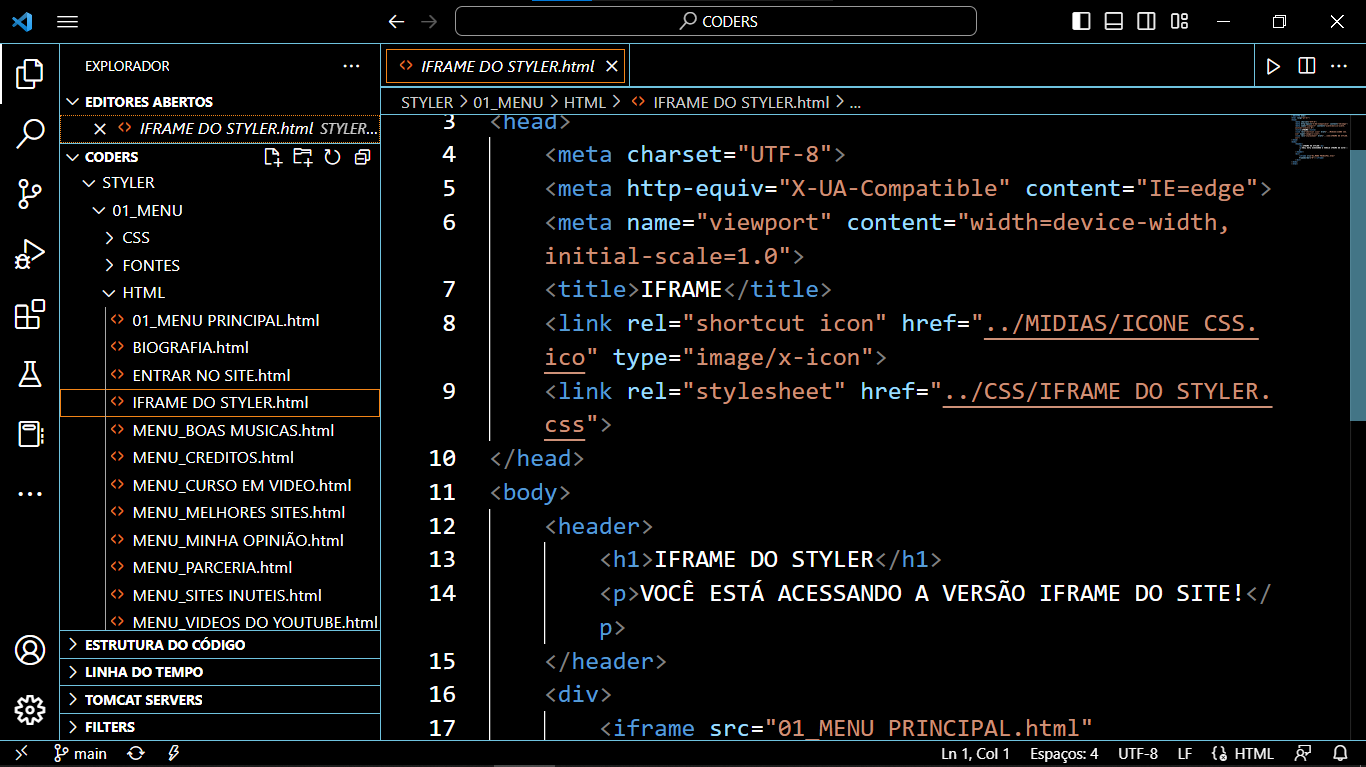 CODERS
EXPLORADOR
EDITORES ABERTOS
IFRAME DO STYLER.html STYLER...
CODERS
STYLER
01_MENU
CSS
FONTES
HTML
01_MENU PRINCIPAL.html
BIOGRAFIA.html
ENTRAR NO SITE.html
IFRAME DO STYLER.html
MENU_BOAS MUSICAS.html
MENU_CREDITOS.html
MENU_CURSO EM VIDEO.html
MENU_MELHORES SITES.html
MENU_MINHA OPINIÃO.html
MENU_PARCERIA.html
MENU_SITES INUTEIS.html
MENU_VIDEOS DO YOUTUBE.html
ESTRUTURA DO CÓDIGO
LINHA DO TEMPO
TOMCAT SERVERS
FILTERS
IFRAME DO STYLER.html
STYLER > 01_MENU > HTML > <> IFRAME DO STYLER.html > ...
3 <head>
4 <meta charset="UTF-8">
5 <meta http-equiv="X-UA-Compatible" content="IE=edge">
6 <meta name="viewport" content="width=device-width,
initial-scale=1.0">
7 <title>IFRAME</title>
8 <link rel="shortcut icon" href="../MIDIAS/ICONE CSS.
ico" type="image/x-icon">
9 <link rel="stylesheet" href="../CSS/IFRAME DO STYLER.
css">
10 </head>
11 <body>
12 <header>
13 <h1>IFRAME DO STYLER</h1>
14 <p>VOCÊ ESTÁ ACESSANDO A VERSÃO IFRAME DO SITE!</
p>
15 </header>
16 <div>
17 <iframe src="01_MENU PRINCIPAL.html"
main
Ln 1, Col 1 Espaços: 4 UTF-8 LF HTML